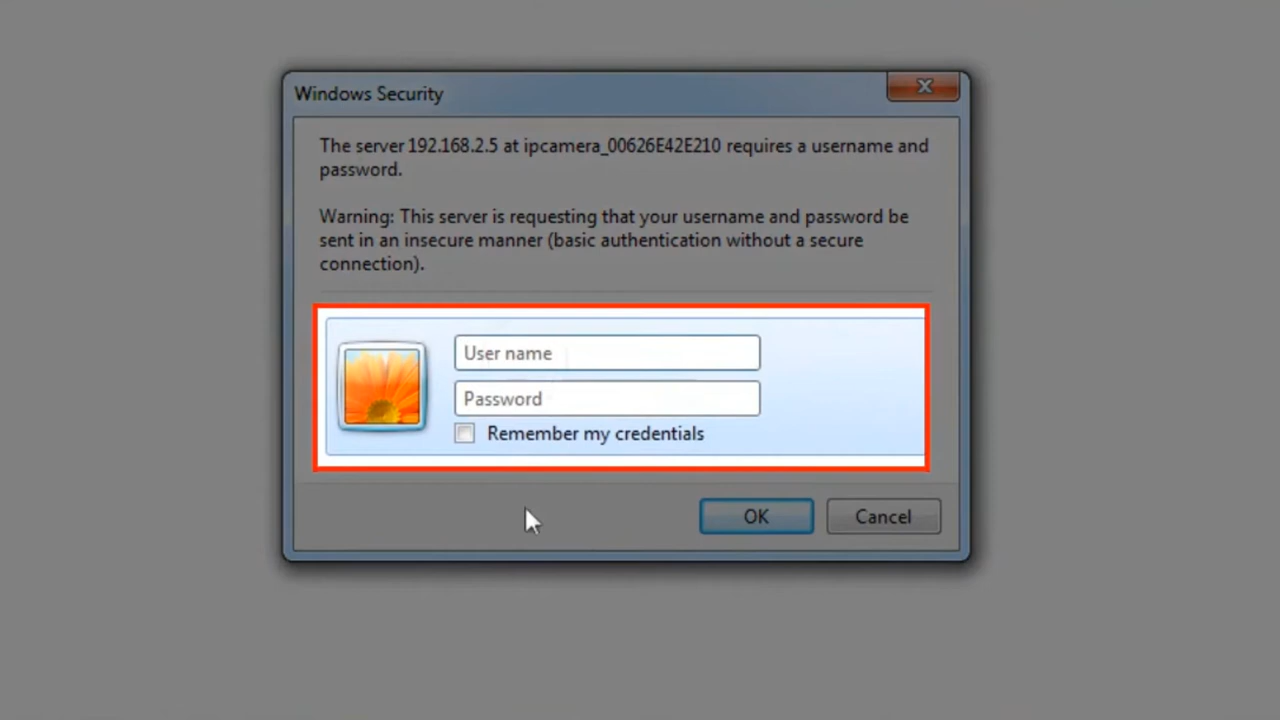 Windows Security
The server 192.168.2.5 at ipcamera_00626E42E210 requires a username and
password.
Warning: This server is requesting that your username and password be
sent in an insecure manner (basic authentication without a secure
connection).
User name
Password
Remember my credentials
OK
Cancel